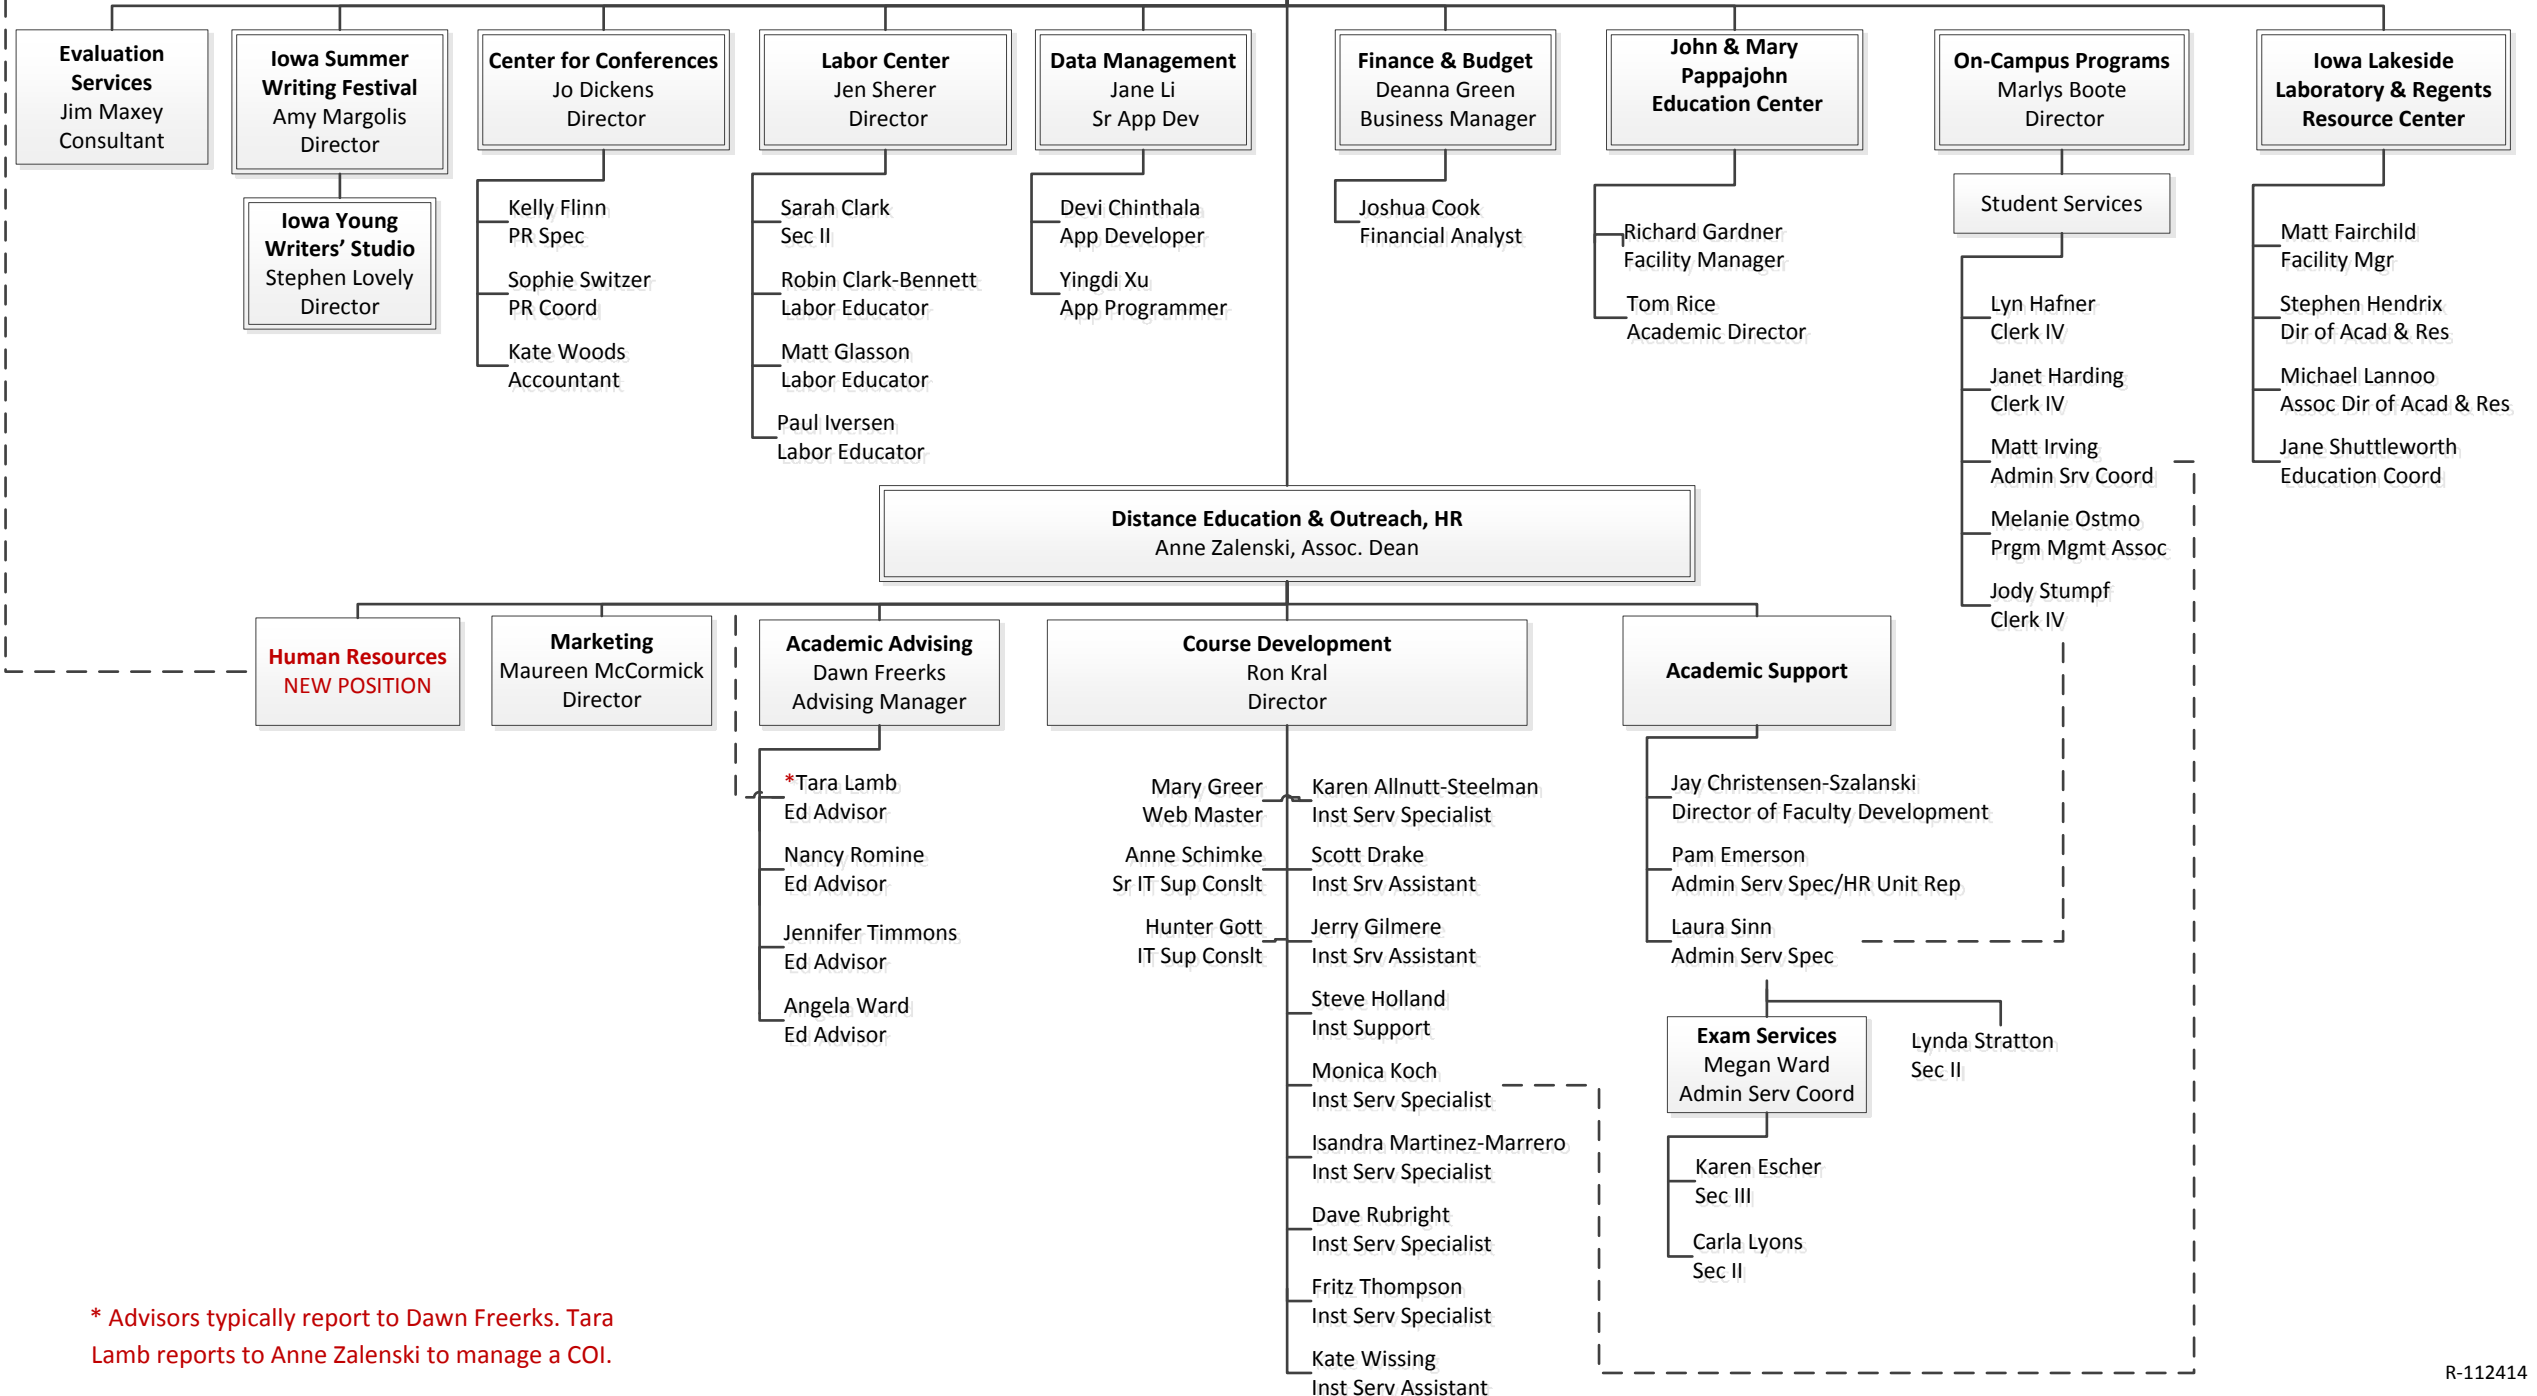 Evaluation
Services
Jim Maxey
Consultant
Iowa Summer
Writing Festival
Amy Margolis
Director
Iowa Young
Writers’ Studio
Stephen Lovely
Director
Center for Conferences
Jo Dickens
Director
Kelly Flinn
PR Spec
Sophie Switzer
PR Coord
Kate Woods
Accountant
Labor Center
Jen Sherer
Director
Sarah Clark
Sec II
Robin Clark-Bennett
Labor Educator
Matt Glasson
Labor Educator
Paul Iversen
Labor Educator
Data Management
Jane Li
Sr App Dev
Devi Chinthala
App Developer
Yingdi Xu
App Programmer
Finance & Budget
Deanna Green
Business Manager
Joshua Cook
Financial Analyst
John & Mary
Pappajohn
Education Center
Richard Gardner
Facility Manager
Tom Rice
Academic Director
On-Campus Programs
Marlys Boote
Director
Student Services
Lyn Hafner
Clerk IV
Janet Harding
Clerk IV
Matt Irving
Admin Srv Coord
Melanie Ostmo
Prgm Mgmt Assoc
Jody Stumpf
Clerk IV
Iowa Lakeside
Laboratory & Regents
Resource Center
Matt Fairchild
Facility Mgr
Stephen Hendrix
Dir of Acad & Res
Michael Lannoo
Assoc Dir of Acad & Res
Jane Shuttleworth
Education Coord
Distance Education & Outreach, HR
Anne Zalenski, Assoc. Dean
Human Resources
NEW POSITION
Marketing
Maureen McCormick
Director
Academic Advising
Dawn Freerks
Advising Manager
*Tara Lamb
Ed Advisor
Nancy Romine
Ed Advisor
Jennifer Timmons
Ed Advisor
Angela Ward
Ed Advisor
Course Development
Ron Kral
Director
Mary Greer
Web Master
Anne Schimke
Sr IT Sup Conslt
Hunter Gott
IT Sup Conslt
Karen Allnutt-Steelman
Inst Serv Specialist
Scott Drake
Inst Srv Assistant
Jerry Gilmere
Inst Srv Assistant
Steve Holland
Inst Support
Monica Koch
Inst Serv Specialist
Isandra Martinez-Marrero
Inst Serv Specialist
Dave Rubright
Inst Serv Specialist
Fritz Thompson
Inst Serv Specialist
Kate Wissing
Inst Serv Assistant
Academic Support
Jay Christensen-Szalanski
Director of Faculty Development
Pam Emerson
Admin Serv Spec/HR Unit Rep
Laura Sinn
Admin Serv Spec
Exam Services
Megan Ward
Admin Serv Coord
Lynda Stratton
Sec II
Karen Escher
Sec III
Carla Lyons
Sec II
* Advisors typically report to Dawn Freerks. Tara
Lamb reports to Anne Zalenski to manage a COI.
R-112414